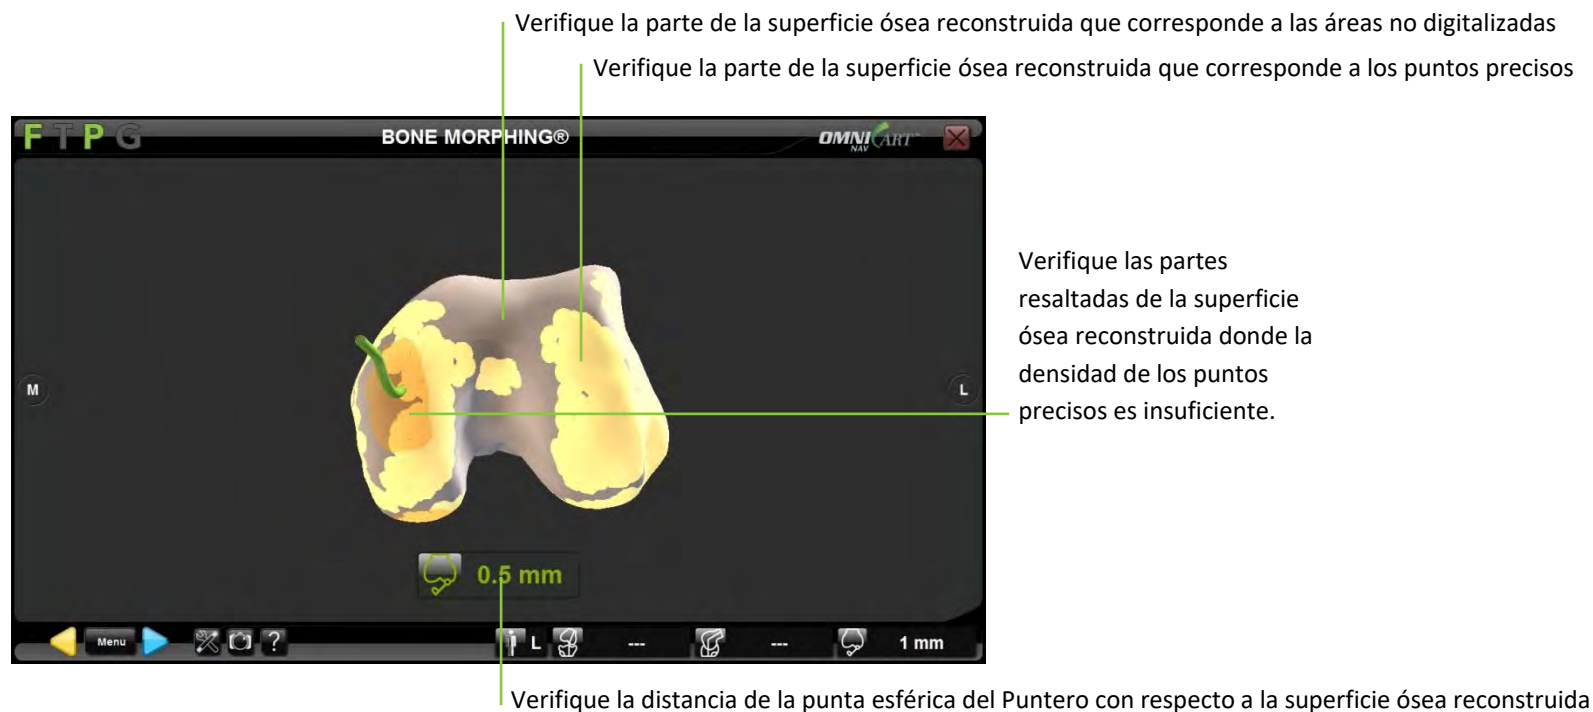 Verifique la parte de la superficie ósea reconstruida que corresponde a las áreas no digitalizadas
Verifique la parte de la superficie ósea reconstruida que corresponde a los puntos precisos
F T P G
BONE MORPHING®
OMNI CART™
NAV
M
L
Verifique las partes
resaltadas de la superficie
ósea reconstruida donde la
densidad de los puntos
precisos es insuficiente.
0.5 mm
Menu
?
L
---
---
1 mm
Verifique la distancia de la punta esférica del Puntero con respecto a la superficie ósea reconstruida